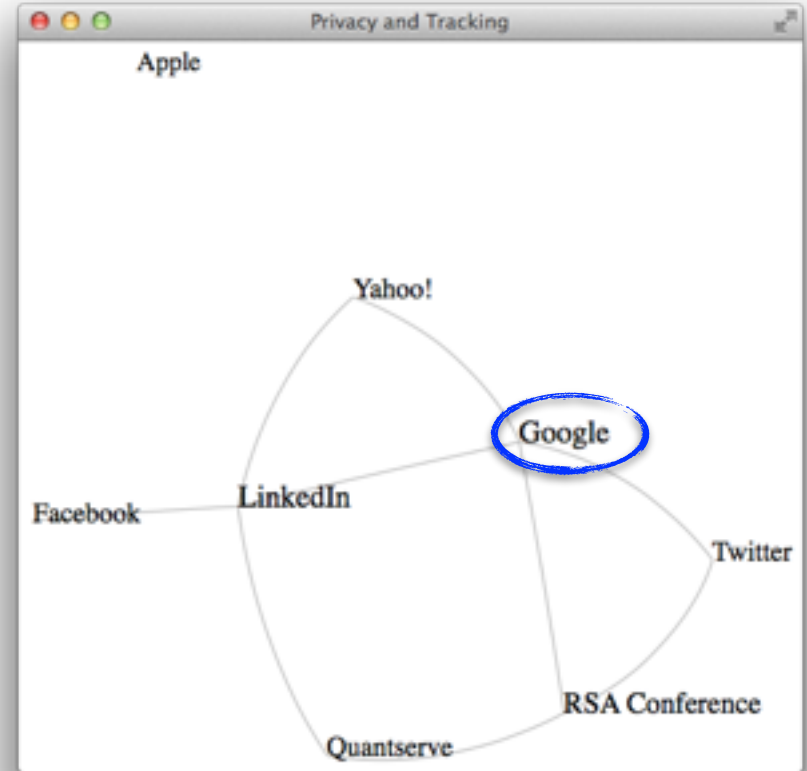 Privacy and Tracking
Apple
Yahoo!
Google
LinkedIn
Facebook
Twitter
RSA Conference
Quantserve